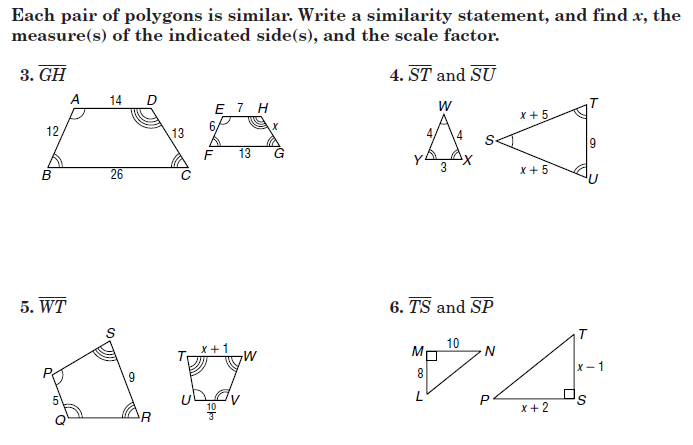 Each pair of polygons is similar. Write a similarity statement, and find x, the
measure(s) of the indicated side(s), and the scale factor.
3. GH
A 14 D
12
13
B 26 C
E 7 H
6
x
F 13 G
4. ST and SU
W
4 4
Y 3 X
x + 5
T
S
9
x + 5
U
5. WT
S
P
9
5
Q
R
T x + 1 W
U 10/3 V
6. TS and SP
M 10 N
8
L
T
x – 1
P x + 2 S